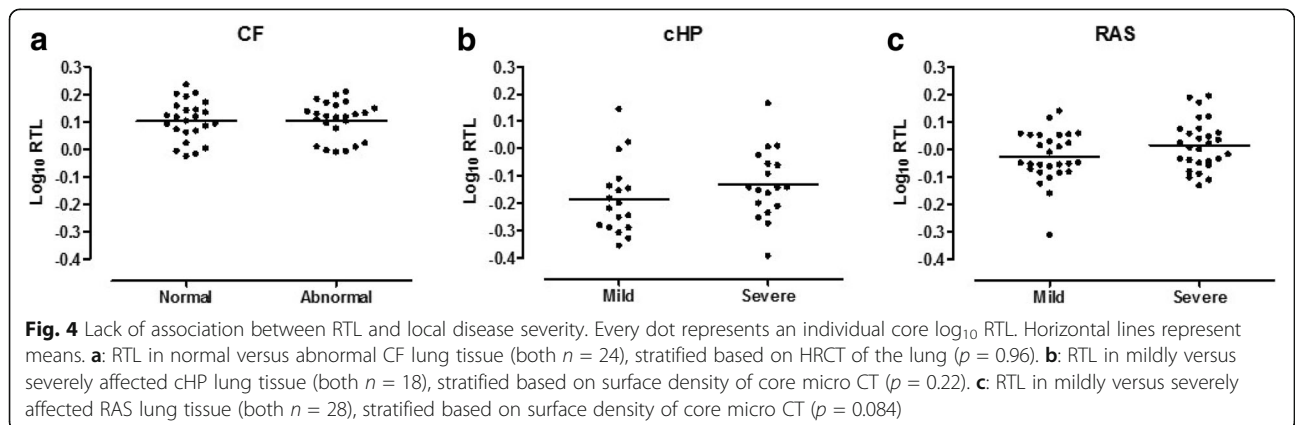 a CF
b cHP
c RAS
Log10 RTL
0.3
0.2
0.1
-0.0
-0.1
-0.2
-0.3
-0.4
Normal Abnormal
Log10 RTL
0.3
0.2
0.1
-0.0
-0.1
-0.2
-0.3
-0.4
Mild Severe
Log10 RTL
0.3
0.2
0.1
-0.0
-0.1
-0.2
-0.3
-0.4
Mild Severe
Fig. 4 Lack of association between RTL and local disease severity. Every dot represents an individual core log10 RTL. Horizontal lines represent
means. a: RTL in normal versus abnormal CF lung tissue (both n = 24), stratified based on HRCT of the lung (p = 0.96). b: RTL in mildly versus
severely affected cHP lung tissue (both n = 18), stratified based on surface density of core micro CT (p = 0.22). c: RTL in mildly versus severely
affected RAS lung tissue (both n = 28), stratified based on surface density of core micro CT (p = 0.084)